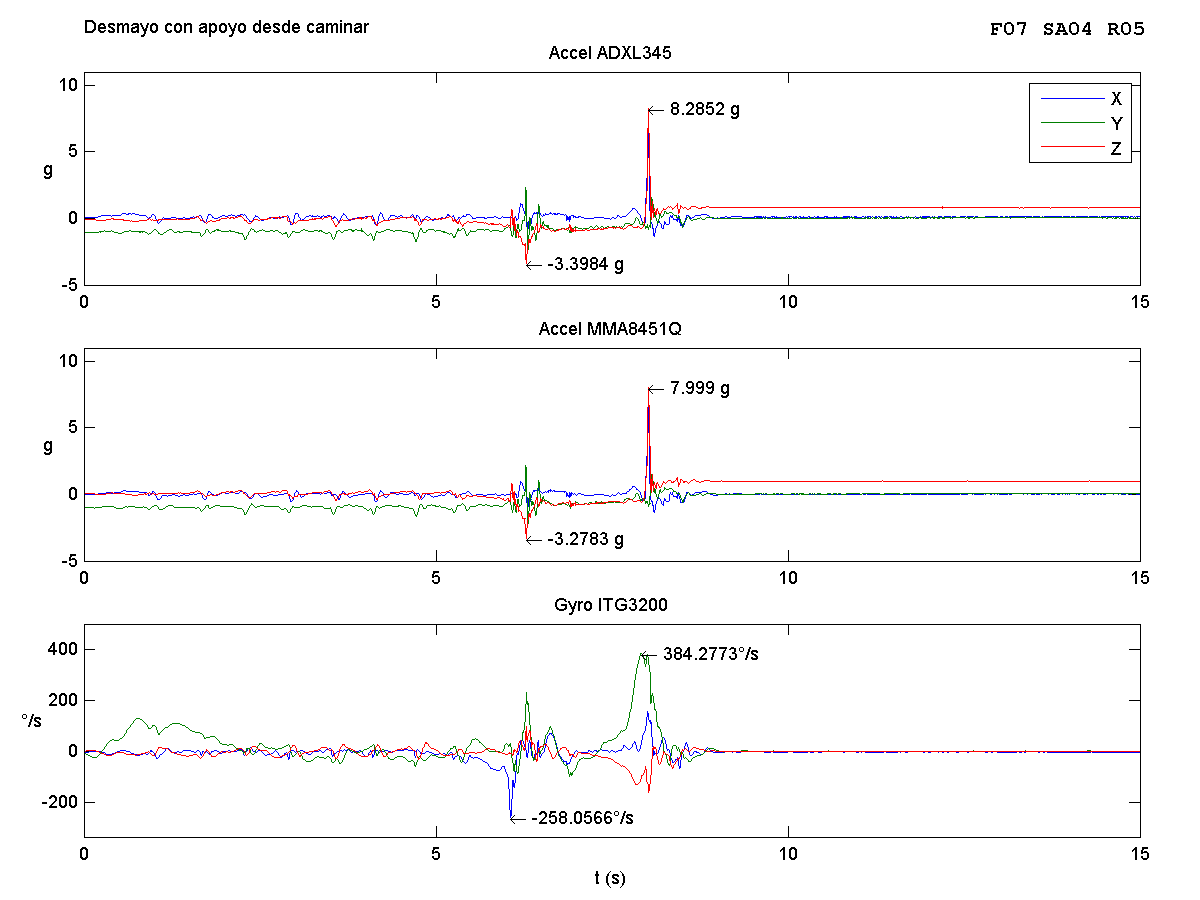 Desmayo con apoyo desde caminar
F07 SA04 R05
Accel ADXL345
10
5
0
-5
g
8.2852 g
-3.3984 g
X
Y
Z
0 5 10 15
Accel MMA8451Q
10
5
0
-5
g
7.999 g
-3.2783 g
0 5 10 15
Gyro ITG3200
400
200
0
-200
°/s
384.2773°/s
-258.0566°/s
0 5 10 15
t (s)